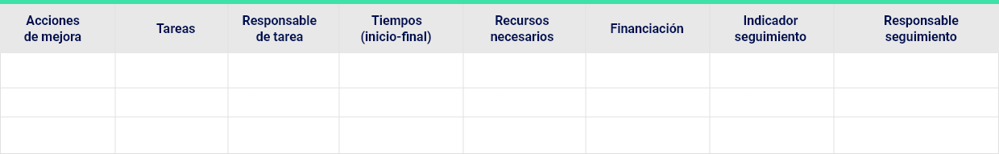 Acciones
de mejora
Tareas
Responsable
de tarea
Tiempos
(inicio-final)
Recursos
necesarios
Financiación
Indicador
seguimiento
Responsable
seguimiento